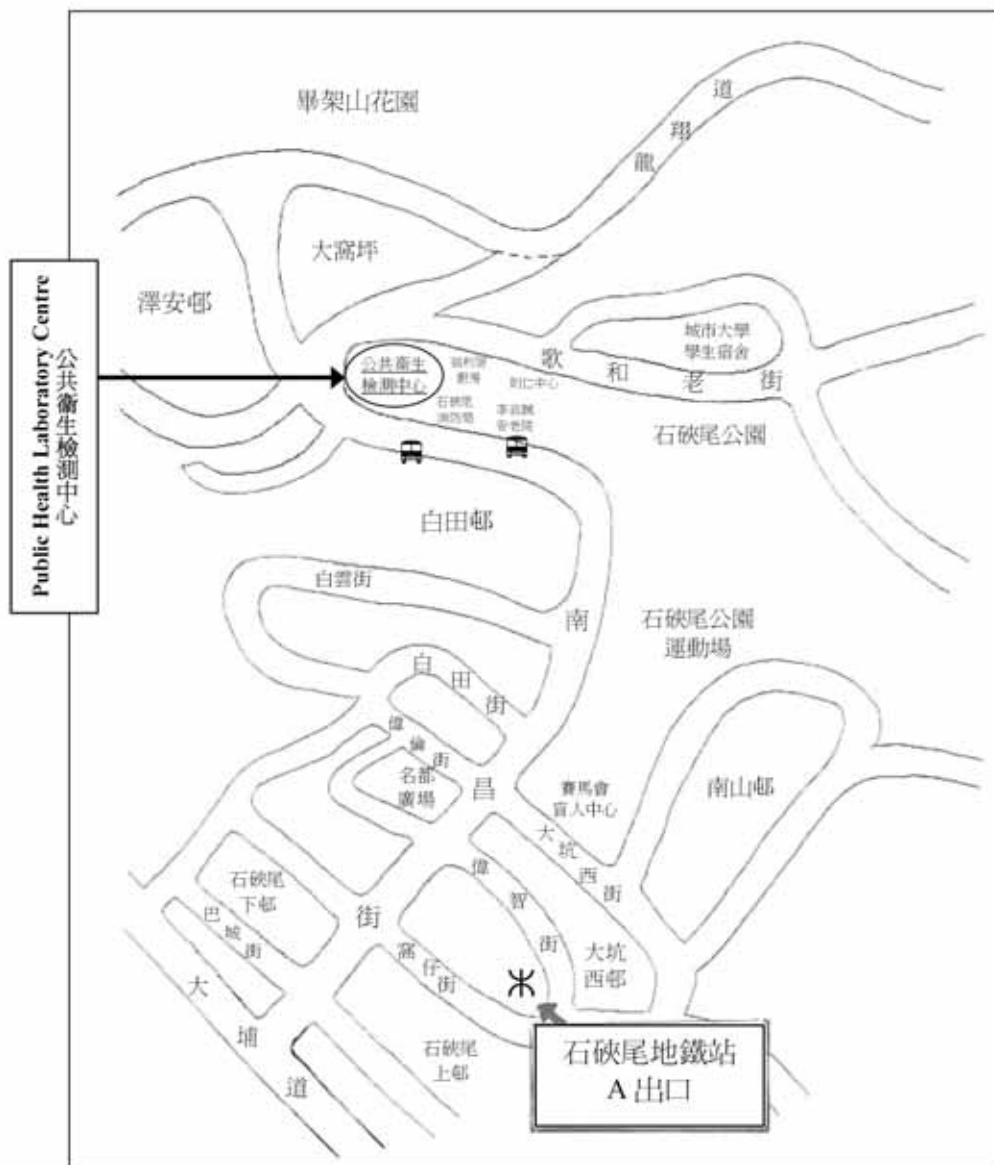 畢架山花園
龍翔道
大窩坪
澤安邨
Public Health Laboratory Centre
公共衞生檢測中心
公共衞生
檢測中心
石硤尾
消防局
城市大學
學生宿舍
歌和老街
石硤尾公園
白田邨
白雲街
南昌街
石硤尾公園
運動場
白田街
偉倫街
名都
廣場
賽馬會
盲人中心
南山邨
大坑西街
偉智街
大坑
西邨
石硤尾
下邨
巴域街
窩仔街
大埔道
石硤尾
上邨
石硤尾地鐵站
A 出口